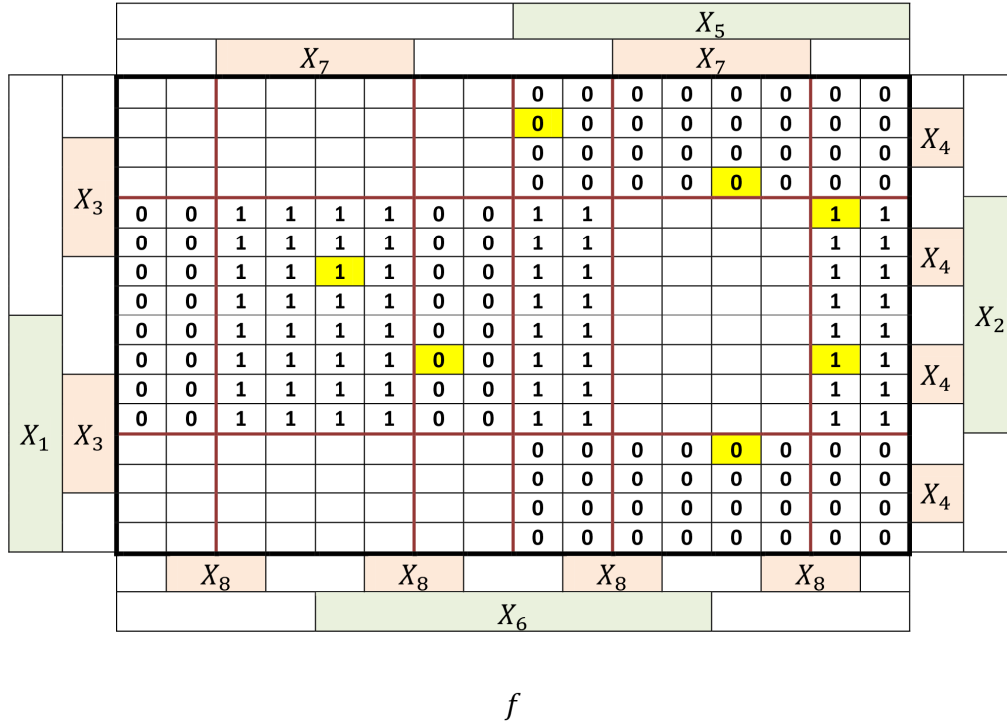 X₅
X₇ X₇
0 0 0 0 0 0 0 0
0 0 0 0 0 0 0 0 X₄
0 0 0 0 0 0 0 0
X₃ 0 0 0 0 0 0 0 0
0 0 1 1 1 1 0 0 1 1 1 1
0 0 1 1 1 1 0 0 1 1 1 1 X₄
0 0 1 1 1 1 0 0 1 1 1 1
0 0 1 1 1 1 0 0 1 1 1 1 X₂
0 0 1 1 1 1 0 0 1 1 1 1
0 0 1 1 1 1 0 0 1 1 1 1 X₄
0 0 1 1 1 1 0 0 1 1 1 1
X₁ X₃ 0 0 1 1 1 1 0 0 1 1 1 1
0 0 0 0 0 0 0 0
0 0 0 0 0 0 0 0 X₄
0 0 0 0 0 0 0 0
0 0 0 0 0 0 0 0
X₈ X₈ X₈ X₈
X₆
f